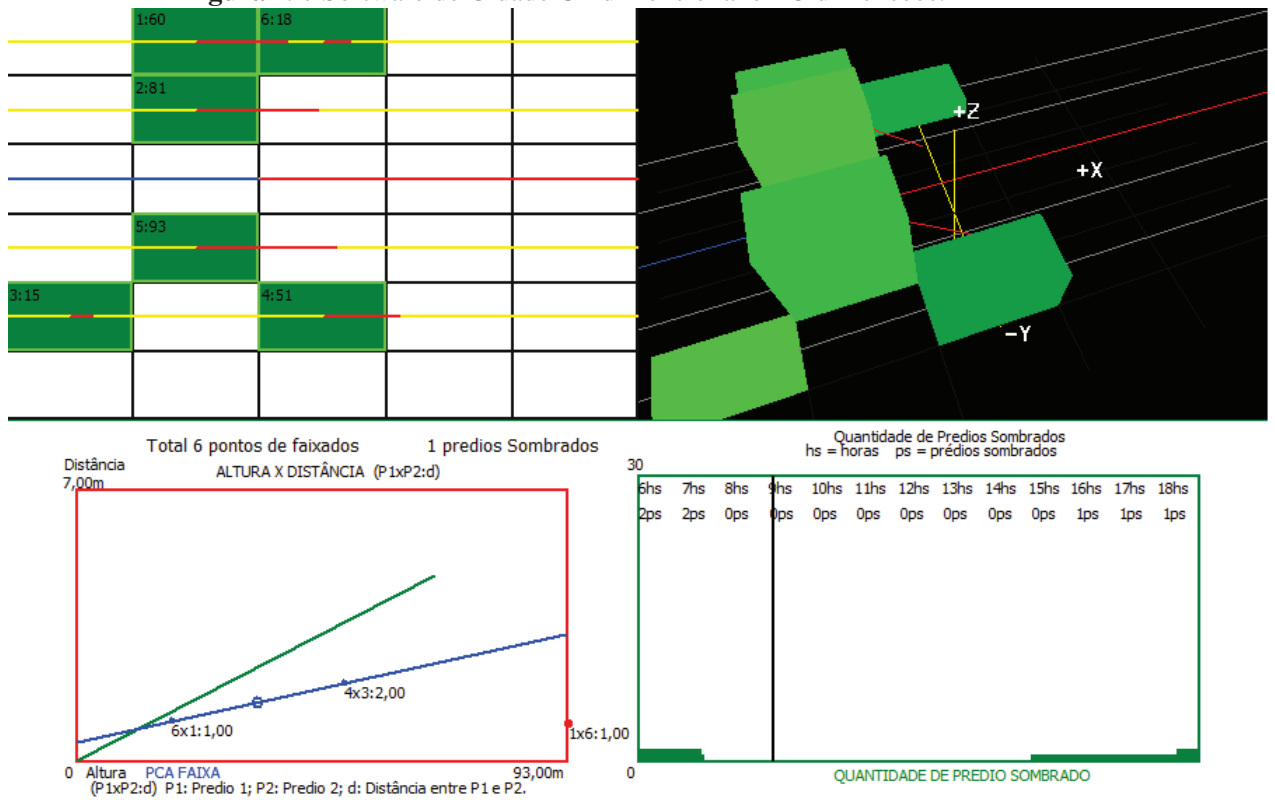 1:60 6:18
2:81
5:93
3:15 4:51
+Z
+X
-Y
Total 6 pontos de faixados 1 predios Sombrados
ALTURA X DISTÂNCIA (P1xP2:d)
Distância
7,00m
6x1:1,00
4x3:2,00
1x6:1,00
0 Altura PCA FAIXA 93,00m
(P1xP2:d) P1: Predio 1; P2: Predio 2; d: Distância entre P1 e P2.
Quantidade de Predios Sombrados
hs = horas ps = prédios sombrados
30
6hs 7hs 8hs 9hs 10hs 11hs 12hs 13hs 14hs 15hs 16hs 17hs 18hs
2ps 2ps 0ps 0ps 0ps 0ps 0ps 0ps 0ps 0ps 1ps 1ps 1ps
0
QUANTIDADE DE PREDIO SOMBRADO